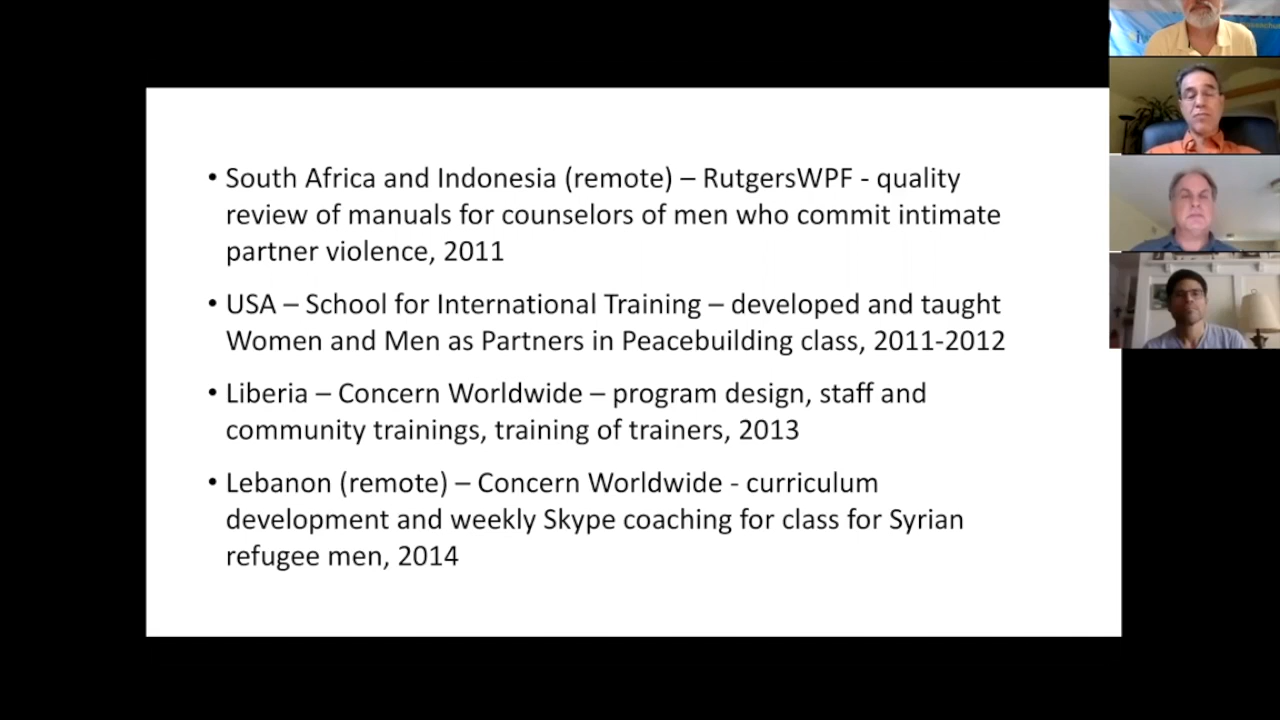 • South Africa and Indonesia (remote) – RutgersWPF - quality
review of manuals for counselors of men who commit intimate
partner violence, 2011
• USA – School for International Training – developed and taught
Women and Men as Partners in Peacebuilding class, 2011-2012
• Liberia – Concern Worldwide – program design, staff and
community trainings, training of trainers, 2013
• Lebanon (remote) – Concern Worldwide - curriculum
development and weekly Skype coaching for class for Syrian
refugee men, 2014